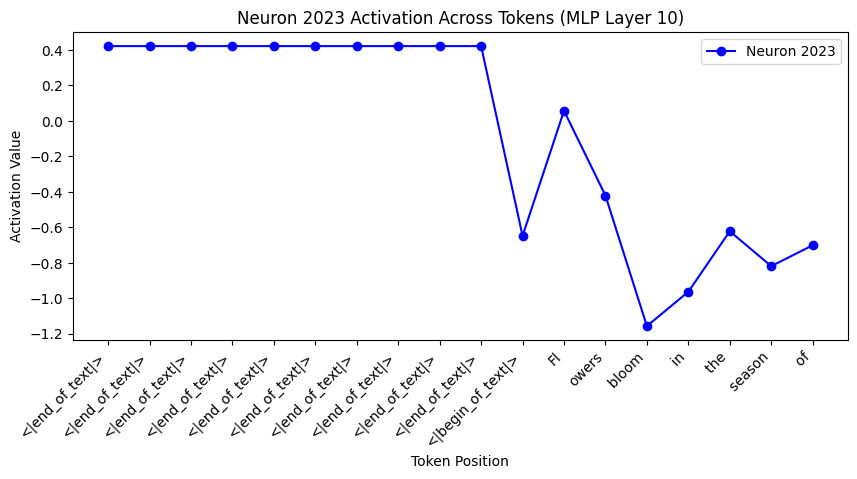 Neuron 2023 Activation Across Tokens (MLP Layer 10)
Neuron 2023
Activation Value
0.4
0.2
0.0
−0.2
−0.4
−0.6
−0.8
−1.0
−1.2
<|end_of_text|>
<|end_of_text|>
<|end_of_text|>
<|end_of_text|>
<|end_of_text|>
<|end_of_text|>
<|end_of_text|>
<|end_of_text|>
<|end_of_text|>
<|end_of_text|>
<|begin_of_text|>
Fl
owers
bloom
in
the
season
of
Token Position